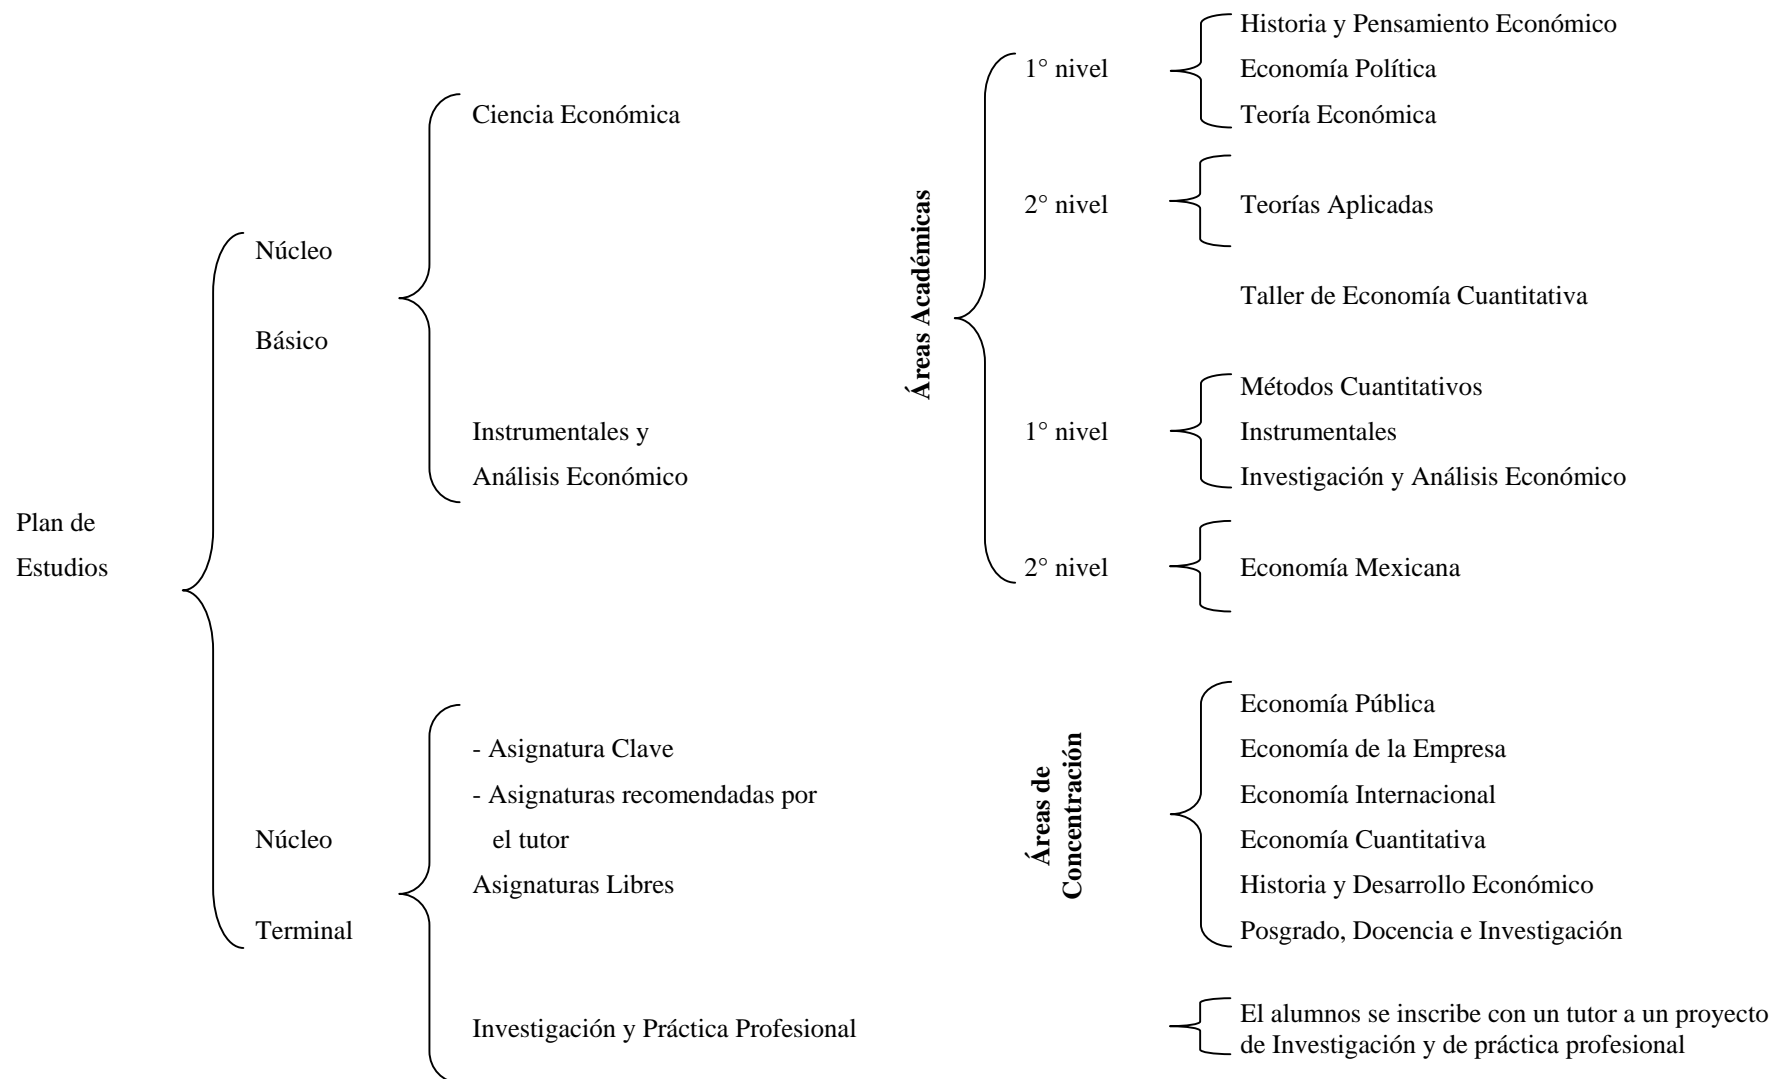 Plan de
Estudios
Núcleo
Básico
Ciencia Económica
Instrumentales y
Análisis Económico
Áreas Académicas
1° nivel
Historia y Pensamiento Económico
Economía Política
Teoría Económica
2° nivel
Teorías Aplicadas
Taller de Economía Cuantitativa
1° nivel
Métodos Cuantitativos
Instrumentales
Investigación y Análisis Económico
2° nivel
Economía Mexicana
Núcleo
Terminal
- Asignatura Clave
- Asignaturas recomendadas por
el tutor
Asignaturas Libres
Investigación y Práctica Profesional
Áreas de
Concentración
Economía Pública
Economía de la Empresa
Economía Internacional
Economía Cuantitativa
Historia y Desarrollo Económico
Posgrado, Docencia e Investigación
El alumnos se inscribe con un tutor a un proyecto
de Investigación y de práctica profesional